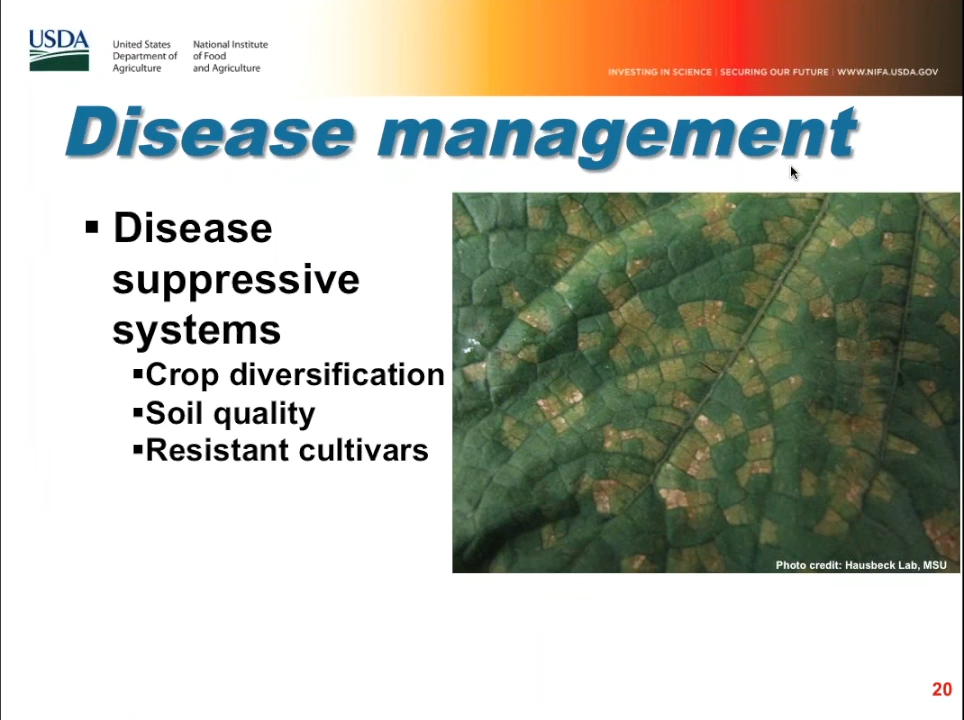 USDA
United States
Department of
Agriculture
National Institute
of Food
and Agriculture
INVESTING IN SCIENCE | SECURING OUR FUTURE | WWW.NIFA.USDA.GOV
Disease management
▪ Disease
suppressive
systems
▪Crop diversification
▪Soil quality
▪Resistant cultivars
Photo credit: Hausbeck Lab, MSU
20